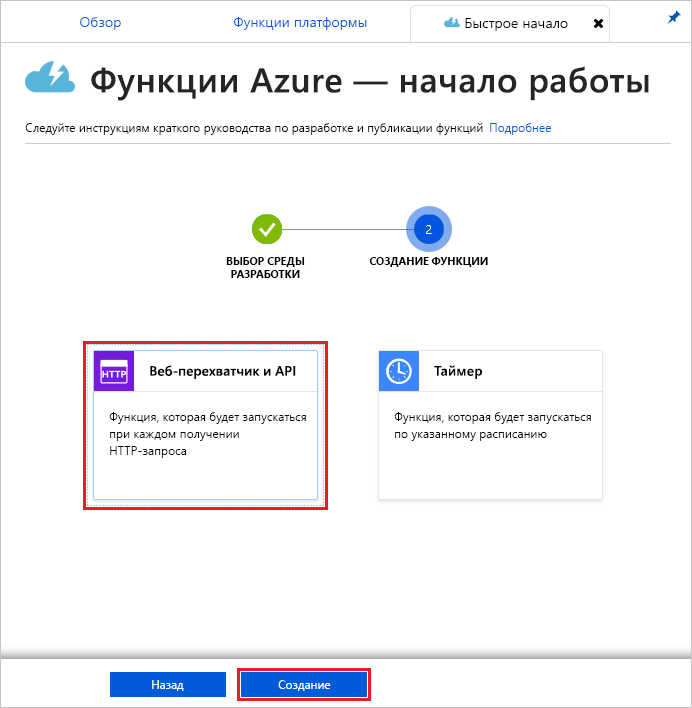 Обзор
Функции платформы
Быстрое начало
Функции Azure — начало работы
Следуйте инструкциям краткого руководства по разработке и публикации функций Подробнее
2
ВЫБОР СРЕДЫ
РАЗРАБОТКИ
СОЗДАНИЕ ФУНКЦИИ
HTTP
Веб-перехватчик и API
Функция, которая будет запускаться
при каждом получении
HTTP-запроса
Таймер
Функция, которая будет запускаться
по указанному расписанию
Назад
Создание